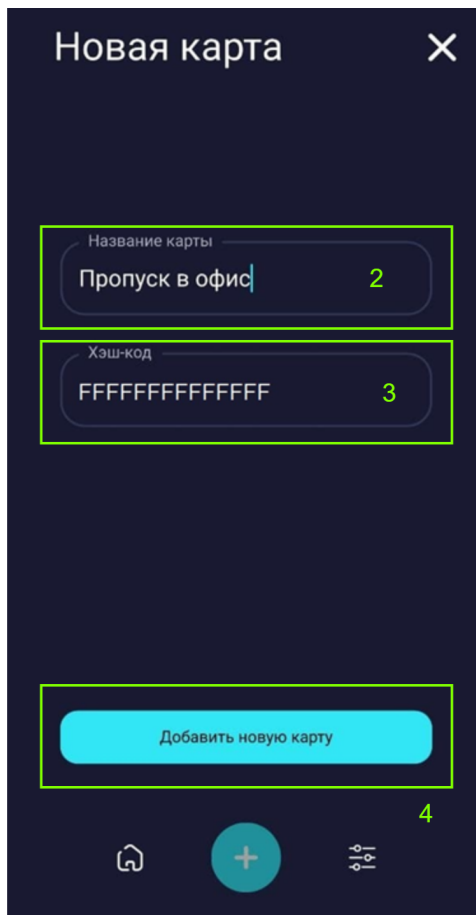 Новая карта
Название карты
Пропуск в офис
2
Хэш-код
FFFFFFFFFFFFFF
3
Добавить новую карту
4